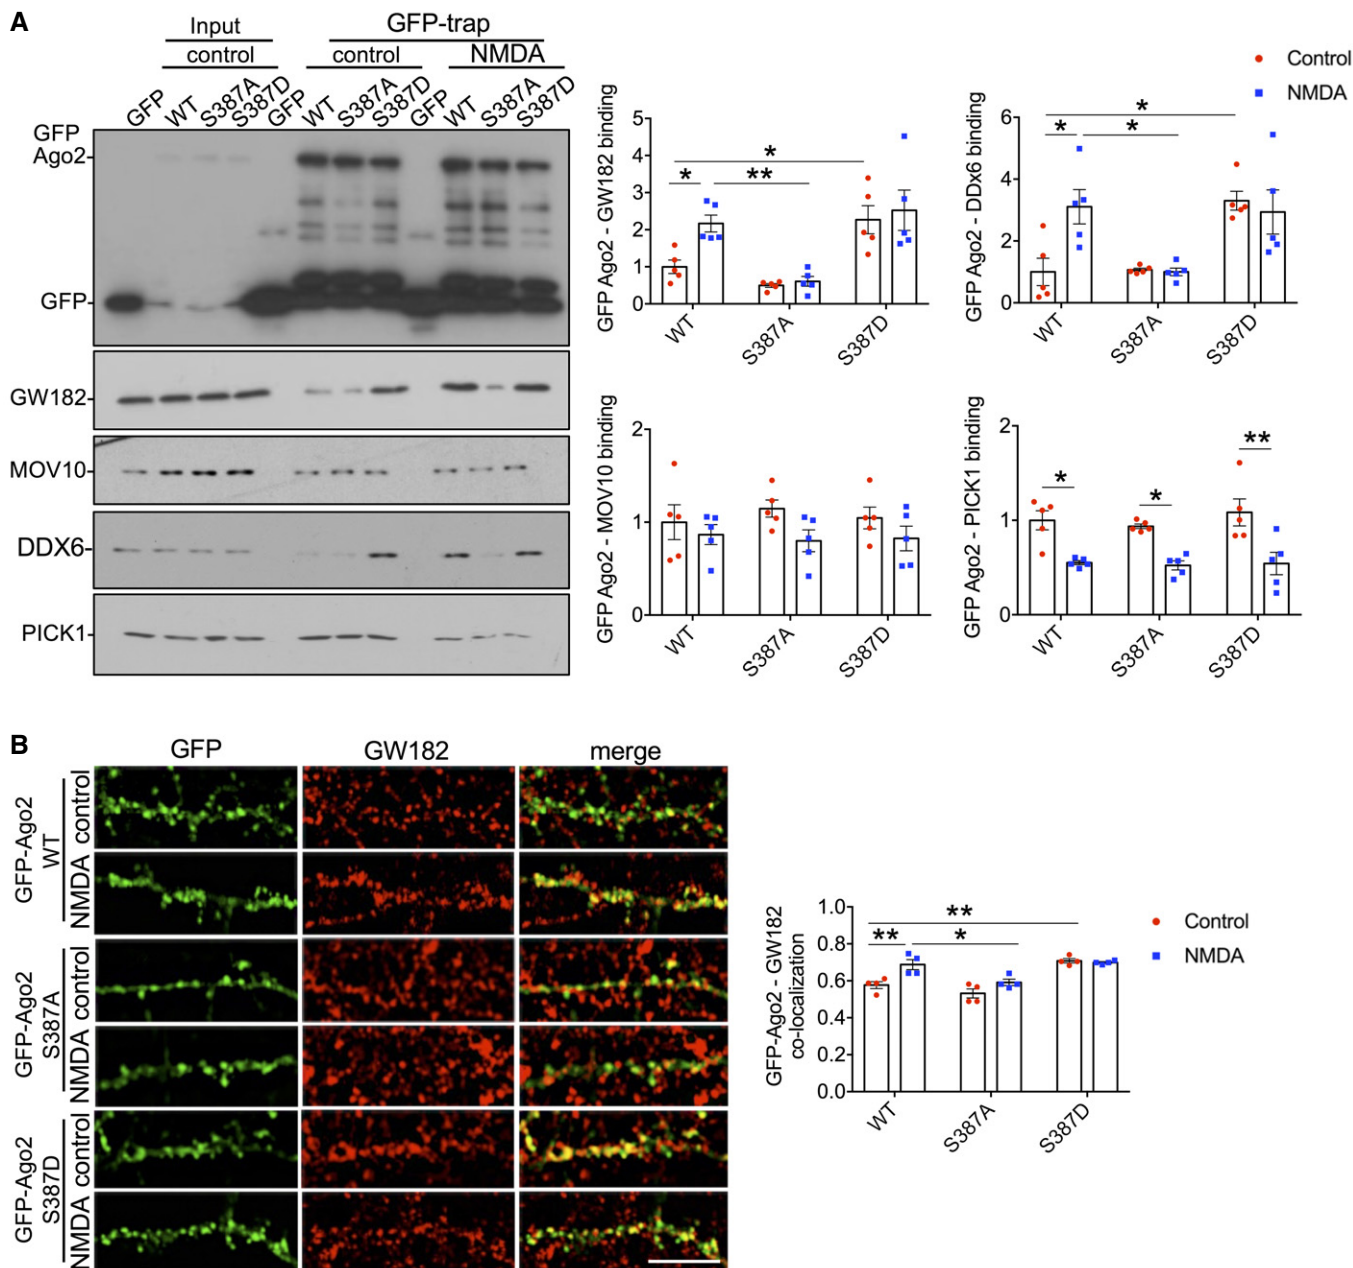 A
Input
GFP-trap
control
control
NMDA
GFP
WT
S387A
S387D
GFP
WT
S387A
S387D
GFP
WT
S387A
S387D
GFP
Ago2
GFP
GW182
MOV10
DDX6
PICK1
Control
NMDA
GFP Ago2 - GW182 binding
5
4
3
2
1
0
*
*
**
WT
S387A
S387D
GFP Ago2 - DDx6 binding
6
4
2
0
*
*
*
WT
S387A
S387D
GFP Ago2 - MOV10 binding
2
1
0
WT
S387A
S387D
GFP Ago2 - PICK1 binding
2
1
0
*
*
**
WT
S387A
S387D
B
GFP
GW182
merge
GFP-Ago2
WT
control
NMDA
GFP-Ago2
S387A
control
NMDA
GFP-Ago2
S387D
control
NMDA
GFP-Ago2 - GW182
co-localization
1.0
0.8
0.6
0.4
0.2
0.0
**
**
*
WT
S387A
S387D
Control
NMDA